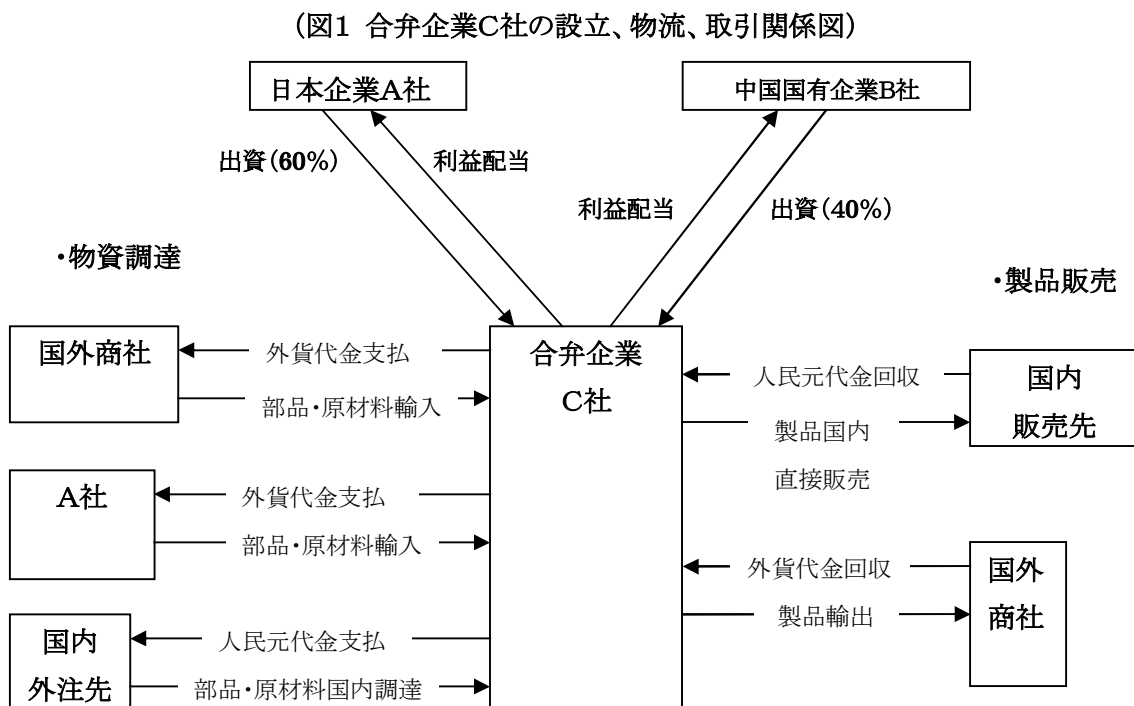 (図1 合弁企業C社の設立、物流、取引関係図)
日本企業A社
中国国有企業B社
出資(60%)
利益配当
利益配当
出資(40%)
・物資調達
・製品販売
国外商社
外貨代金支払
部品・原材料輸入
合弁企業
C社
人民元代金回収
製品国内
直接販売
国内
販売先
A社
外貨代金支払
部品・原材料輸入
外貨代金回収
製品輸出
国外
商社
国内
外注先
人民元代金支払
部品・原材料国内調達